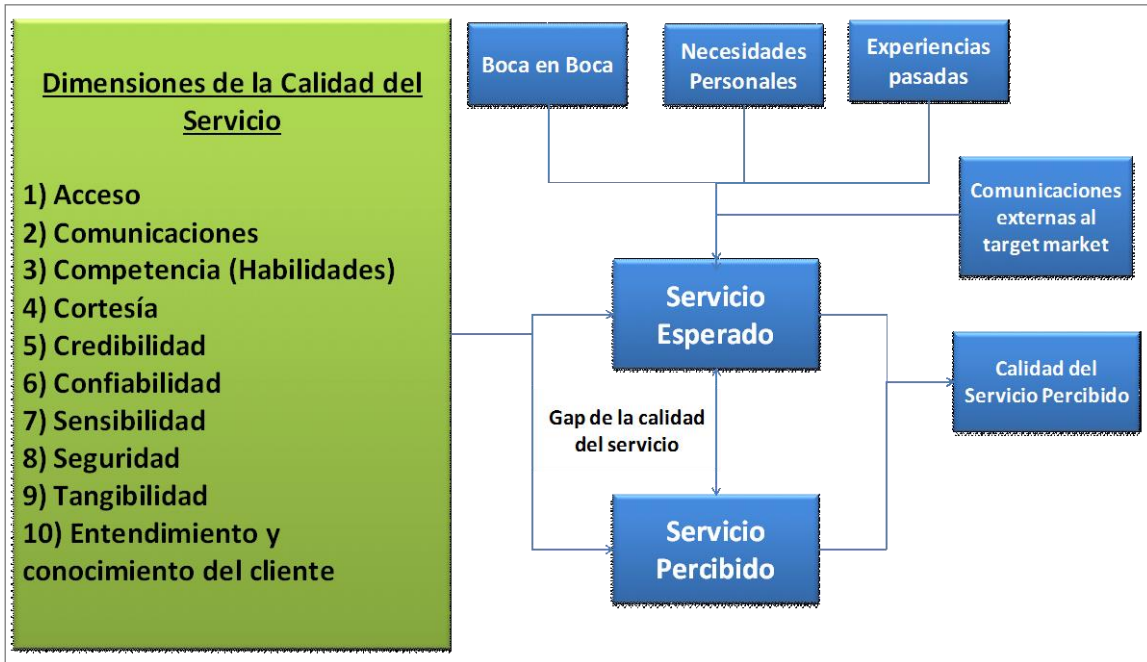 Dimensiones de la Calidad del
Servicio
1) Acceso
2) Comunicaciones
3) Competencia (Habilidades)
4) Cortesía
5) Credibilidad
6) Confiabilidad
7) Sensibilidad
8) Seguridad
9) Tangibilidad
10) Entendimiento y
conocimiento del cliente
Boca en Boca
Necesidades
Personales
Experiencias
pasadas
Comunicaciones
externas al
target market
Servicio
Esperado
Gap de la calidad
del servicio
Servicio
Percibido
Calidad del
Servicio Percibido